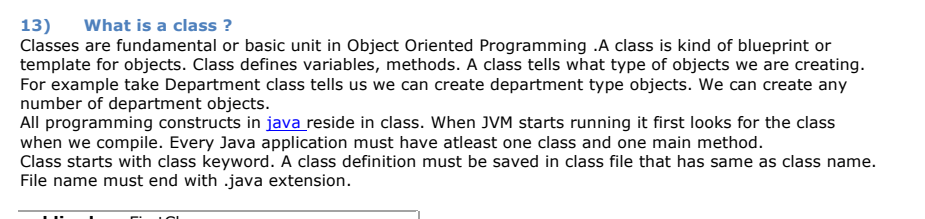 13) What is a class ?
Classes are fundamental or basic unit in Object Oriented Programming .A class is kind of blueprint or
template for objects. Class defines variables, methods. A class tells what type of objects we are creating.
For example take Department class tells us we can create department type objects. We can create any
number of department objects.
All programming constructs in java reside in class. When JVM starts running it first looks for the class
when we compile. Every Java application must have atleast one class and one main method.
Class starts with class keyword. A class definition must be saved in class file that has same as class name.
File name must end with .java extension.